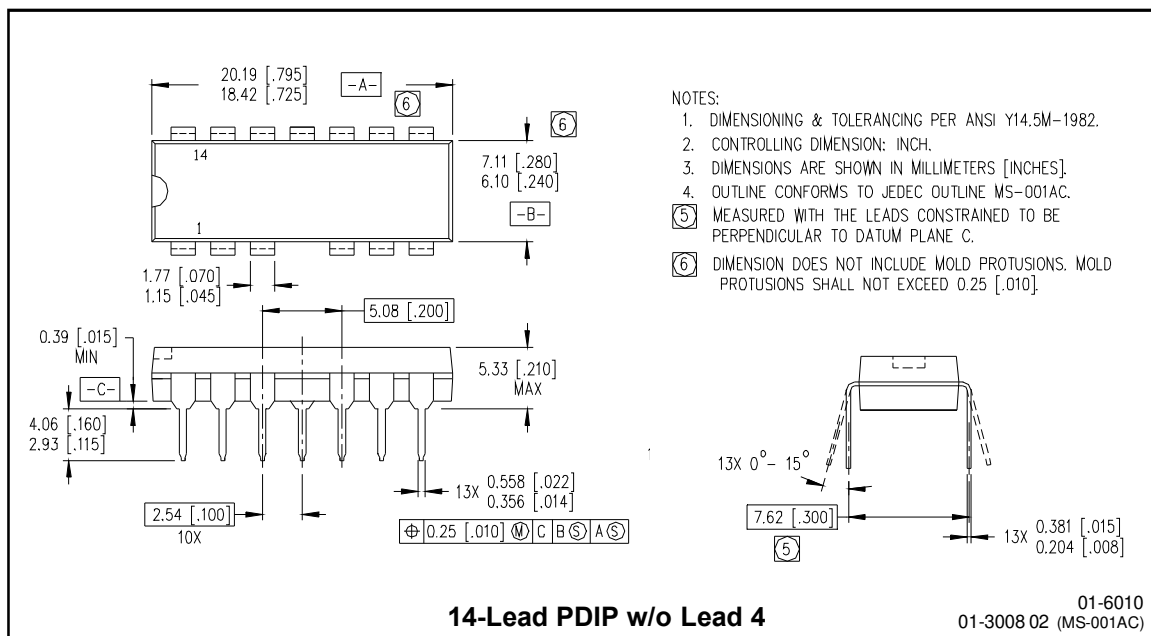 20.19 [.795]
18.42 [.725]
-A-
6
6
14
1
7.11 [.280]
6.10 [.240]
-B-
1.77 [.070]
1.15 [.045]
5.08 [.200]
0.39 [.015]
MIN
-C-
5.33 [.210]
MAX
4.06 [.160]
2.93 [.115]
13X 0.558 [.022]
0.356 [.014]
2.54 [.100]
10X
⌖ 0.25 [.010] Ⓜ C B Ⓢ A Ⓢ
NOTES:
1. DIMENSIONING & TOLERANCING PER ANSI Y14.5M-1982.
2. CONTROLLING DIMENSION: INCH.
3. DIMENSIONS ARE SHOWN IN MILLIMETERS [INCHES].
4. OUTLINE CONFORMS TO JEDEC OUTLINE MS-001AC.
5 MEASURED WITH THE LEADS CONSTRAINED TO BE
PERPENDICULAR TO DATUM PLANE C.
6 DIMENSION DOES NOT INCLUDE MOLD PROTUSIONS. MOLD
PROTUSIONS SHALL NOT EXCEED 0.25 [.010].
13X 0°- 15°
7.62 [.300]
5
13X 0.381 [.015]
0.204 [.008]
14-Lead PDIP w/o Lead 4
01-6010
01-3008 02 (MS-001AC)